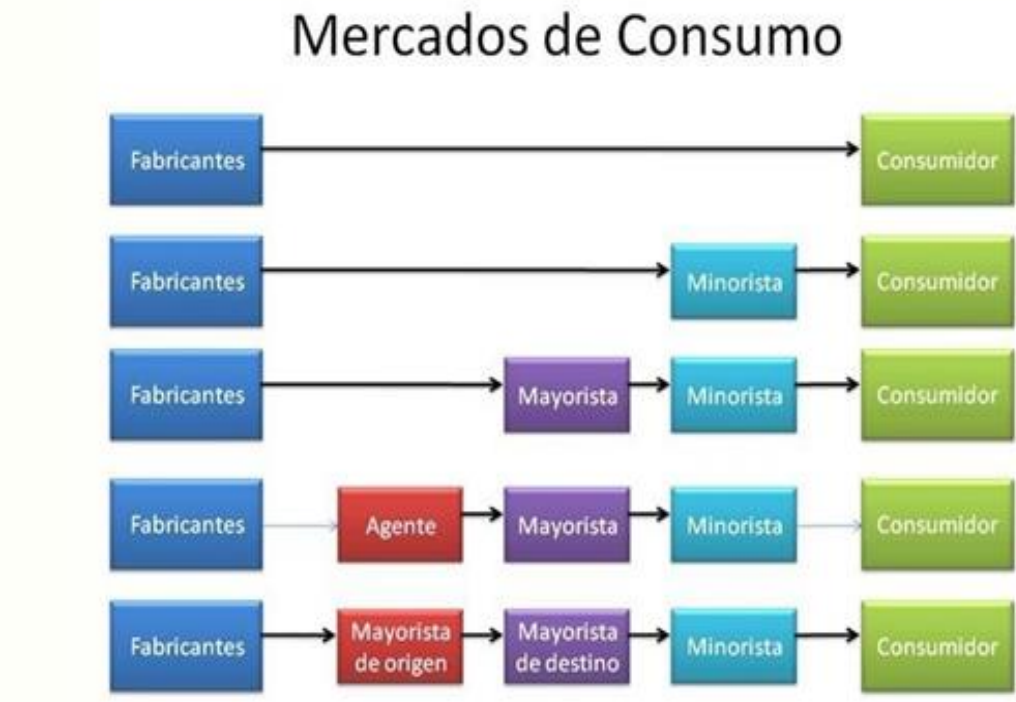 Mercados de Consumo
Fabricantes
Consumidor
Fabricantes
Minorista
Consumidor
Fabricantes
Mayorista
Minorista
Consumidor
Fabricantes
Agente
Mayorista
Minorista
Consumidor
Fabricantes
Mayorista
de origen
Mayorista
de destino
Minorista
Consumidor